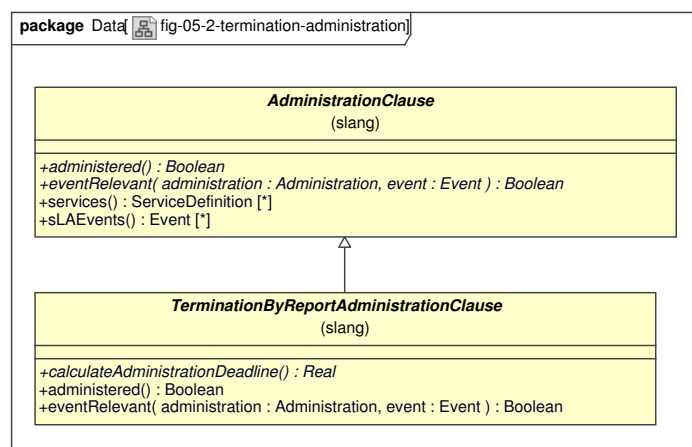 package Data[ fig-05-2-termination-administration]
AdministrationClause
(slang)
+administered() : Boolean
+eventRelevant( administration : Administration, event : Event ) : Boolean
+services() : ServiceDefinition [*]
+sLAEvents() : Event [*]
TerminationByReportAdministrationClause
(slang)
+calculateAdministrationDeadline() : Real
+administered() : Boolean
+eventRelevant( administration : Administration, event : Event ) : Boolean